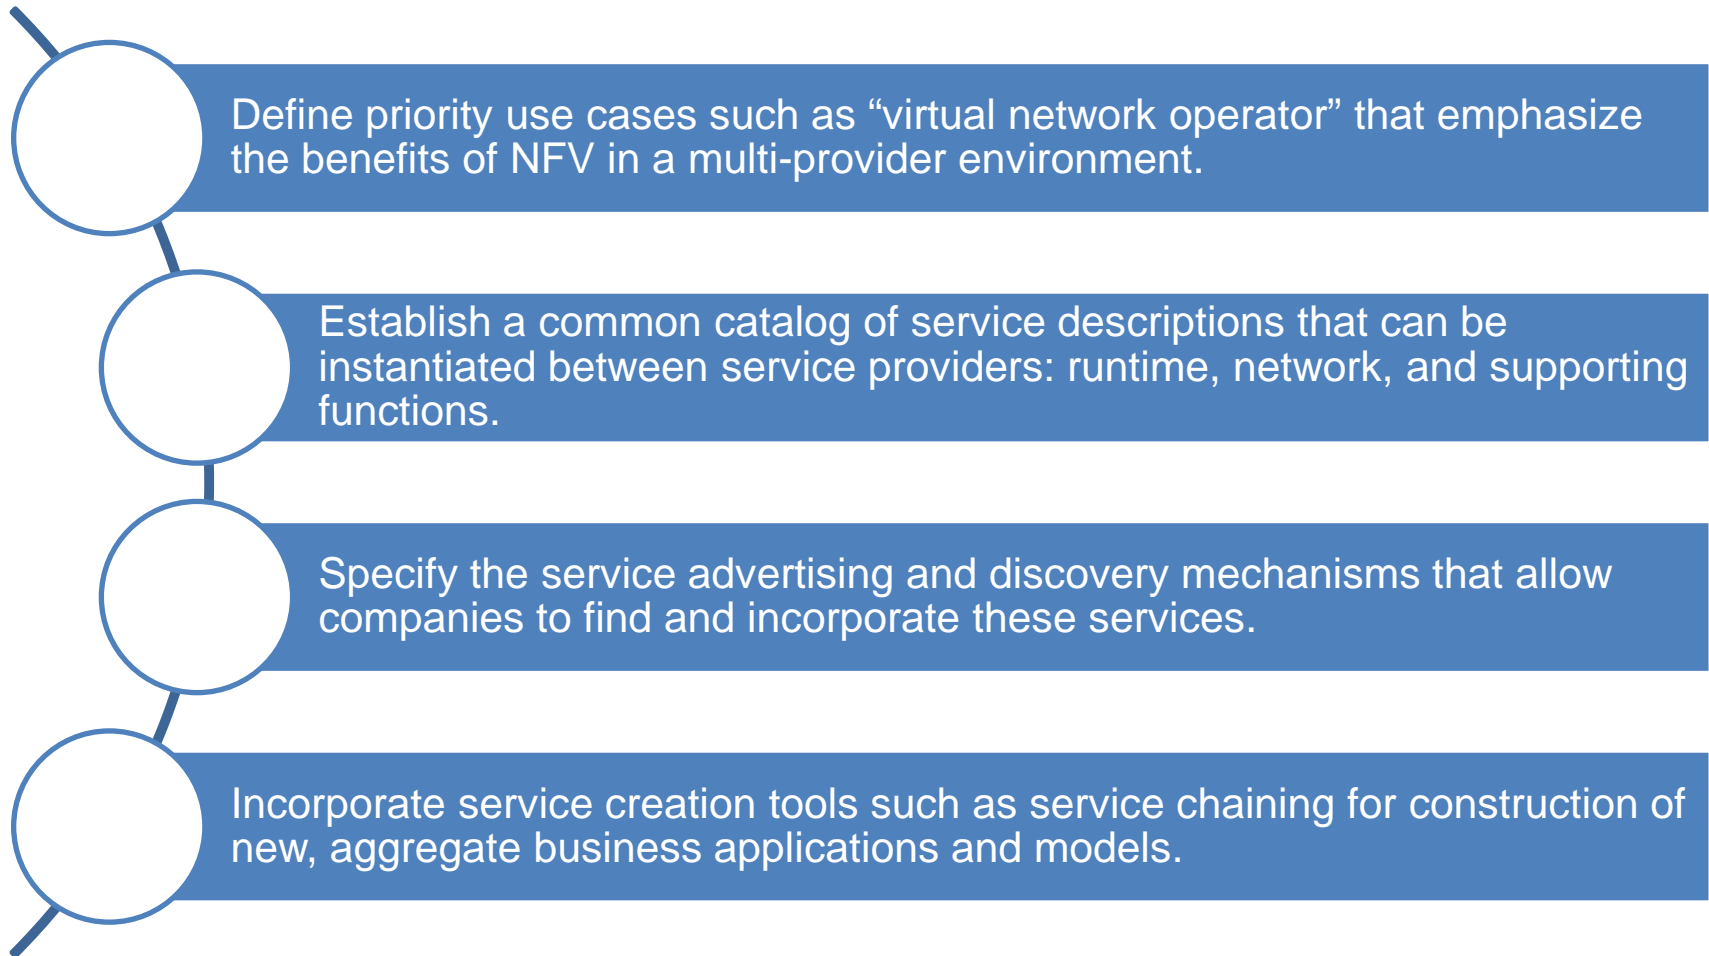 Define priority use cases such as “virtual network operator” that emphasize
the benefits of NFV in a multi-provider environment.
Establish a common catalog of service descriptions that can be
instantiated between service providers: runtime, network, and supporting
functions.
Specify the service advertising and discovery mechanisms that allow
companies to find and incorporate these services.
Incorporate service creation tools such as service chaining for construction of
new, aggregate business applications and models.